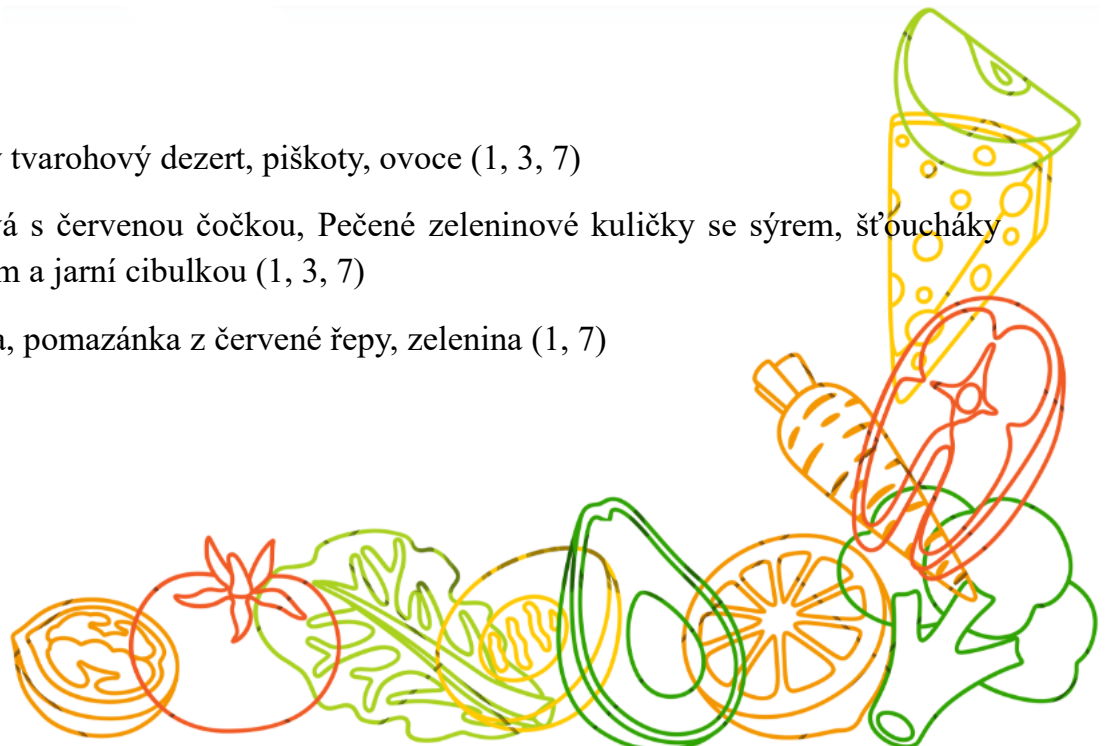 tvarohový dezert, piškoty, ovoce (1, 3, 7)
s červenou čočkou, Pečené zeleninové kuličky se sýrem, šťoucháky
a jarní cibulkou (1, 3, 7)
pomazánka z červené řepy, zelenina (1, 7)